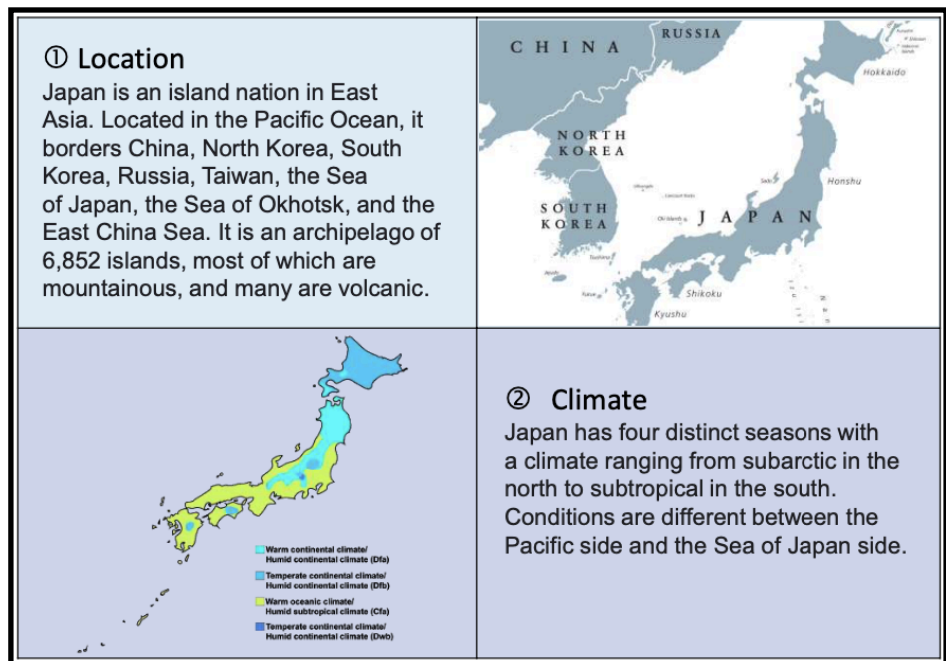 ① Location
Japan is an island nation in East
Asia. Located in the Pacific Ocean, it
borders China, North Korea, South
Korea, Russia, Taiwan, the Sea
of Japan, the Sea of Okhotsk, and the
East China Sea. It is an archipelago of
6,852 islands, most of which are
mountainous, and many are volcanic.
CHINA
RUSSIA
Hokkaido
NORTH
KOREA
Honshu
Sado
SOUTH
KOREA
Oki Islands
JAPAN
Tsushima
Shikoku
Kyushu
Warm continental climate/
Humid continental climate (Dfa)
Temperate continental climate/
Humid continental climate (Dfb)
Warm oceanic climate/
Humid subtropical climate (Cfa)
Temperate continental climate/
Humid continental climate (Dwb)
② Climate
Japan has four distinct seasons with
a climate ranging from subarctic in the
north to subtropical in the south.
Conditions are different between the
Pacific side and the Sea of Japan side.